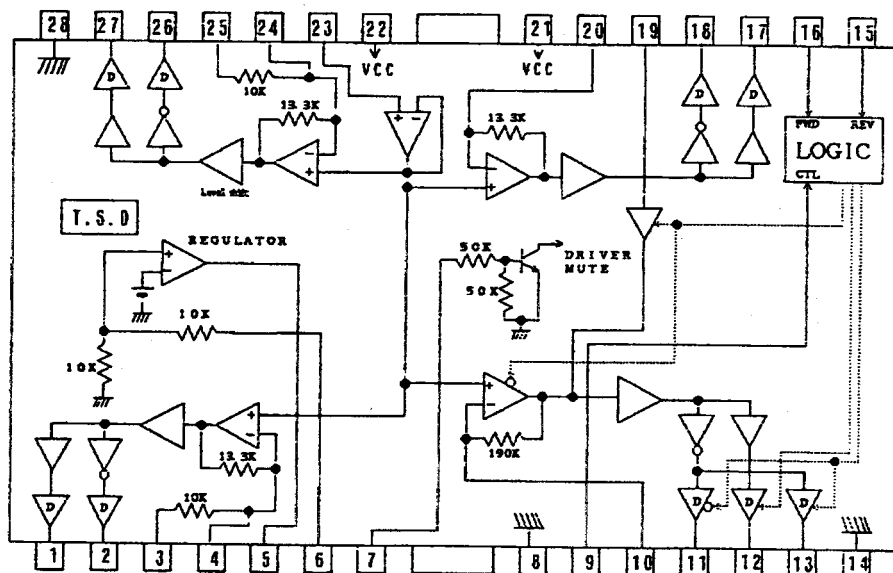 28 27 26 25 24 23 22 21 20 19 18 17 16 15
VCC VCC
D D D D
10K
13.3K 13.3K
+ - FWD REV
LOGIC
CTL
- + - +
Level shift
T.S.D
REGULATOR
+ -
50K
DRIVER
MUTE
50K
10K
10K
+ - + -
13.3K 190K
10K
D D D D D
1 2 3 4 5 6 7 8 9 10 11 12 13 14